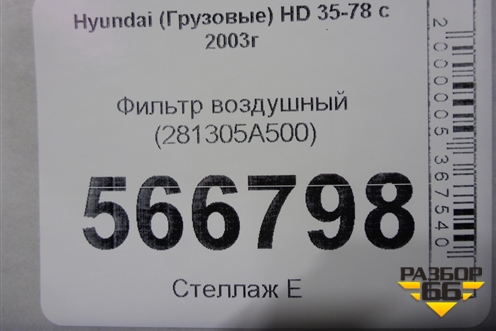 Hyundai (Грузовые) HD 35-78 с
2003г
Фильтр воздушный
(281305A500)
566798
Стеллаж Е
2000005367540
РАЗБОР
66